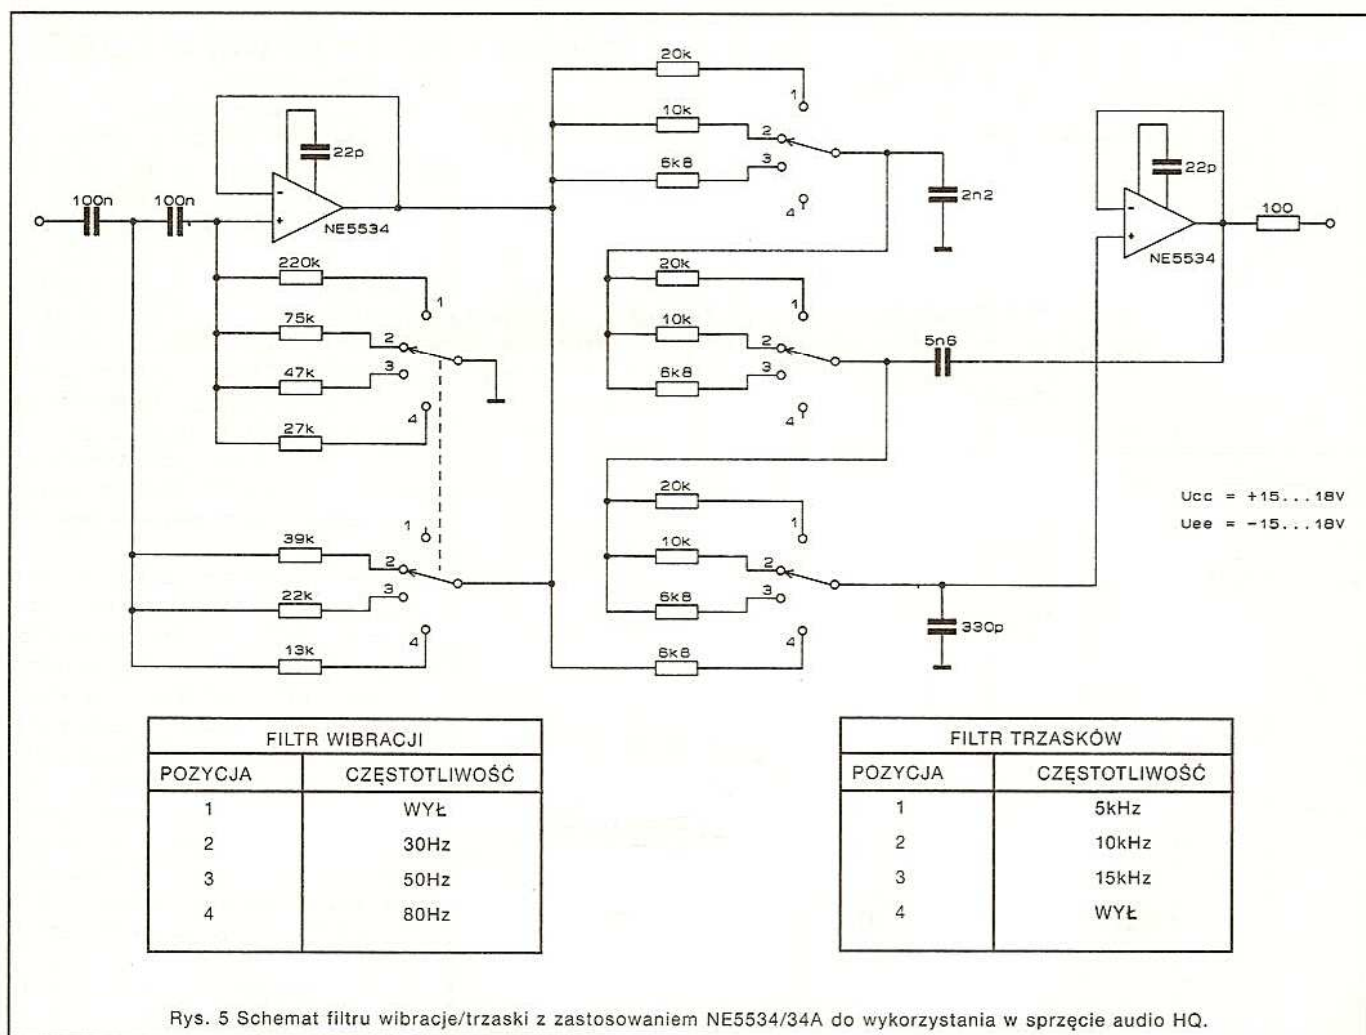 20k
1
10k
2
6k8
3
4
2n2
22p
-
+
NE5534
100n
100n
220k
1
75k
2
47k
3
27k
4
20k
1
10k
2
6k8
3
4
5n6
22p
-
+
NE5534
100
39k
1
2
22k
3
13k
4
20k
1
10k
2
6k8
3
6k8
4
330p
Ucc = +15...18V
Uee = -15...18V
FILTR WIBRACJI
POZYCJA CZĘSTOTLIWOŚĆ
1 WYŁ
2 30Hz
3 50Hz
4 80Hz
FILTR TRZASKÓW
POZYCJA CZĘSTOTLIWOŚĆ
1 5kHz
2 10kHz
3 15kHz
4 WYŁ
Rys. 5 Schemat filtru wibracje/trzaski z zastosowaniem NE5534/34A do wykorzystania w sprzęcie audio HQ.